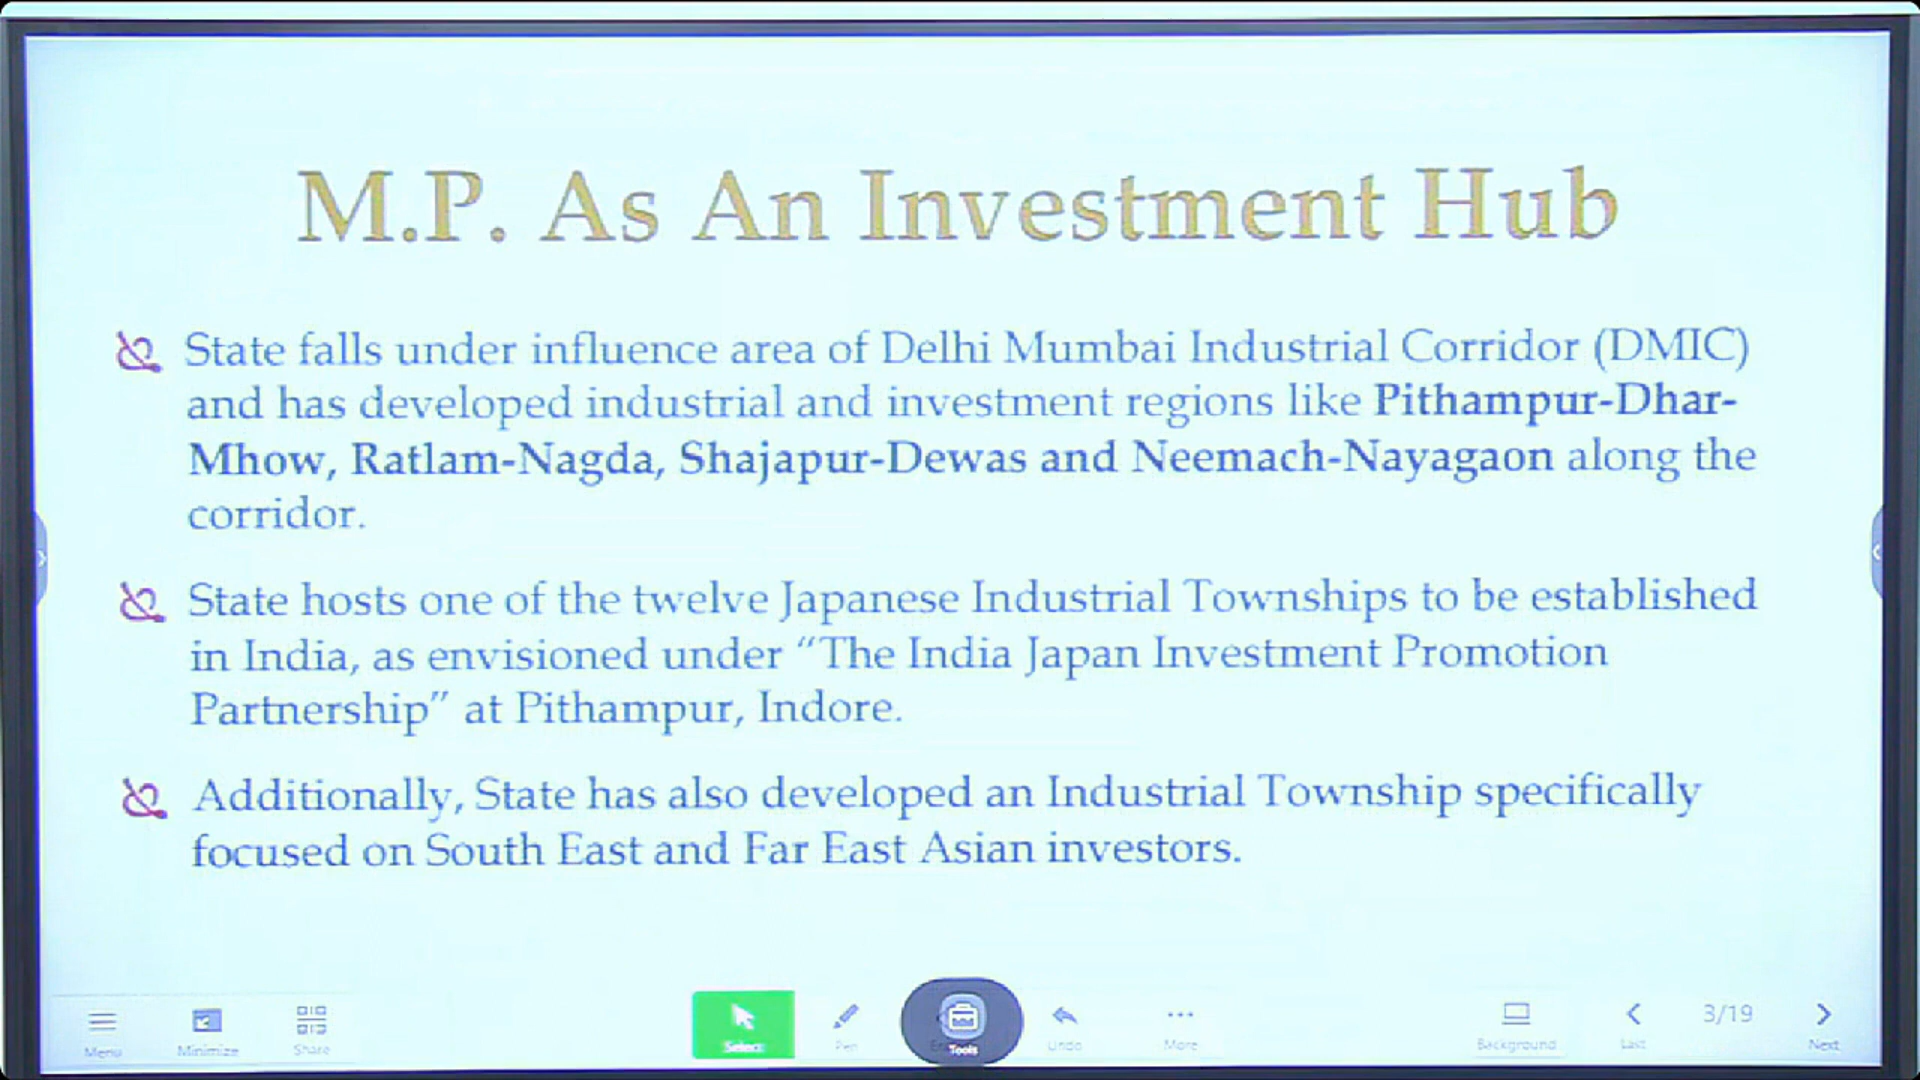 M.P. As An Investment Hub
State falls under influence area of Delhi Mumbai Industrial Corridor (DMIC)
and has developed industrial and investment regions like Pithampur-Dhar-
Mhow, Ratlam-Nagda, Shajapur-Dewas and Neemach-Nayagaon along the
corridor.
State hosts one of the twelve Japanese Industrial Townships to be established
in India, as envisioned under “The India Japan Investment Promotion
Partnership” at Pithampur, Indore.
Additionally, State has also developed an Industrial Township specifically
focused on South East and Far East Asian investors.
Menu Minimize Share Select Pen Tools Undo More Background Last 3/19 Next